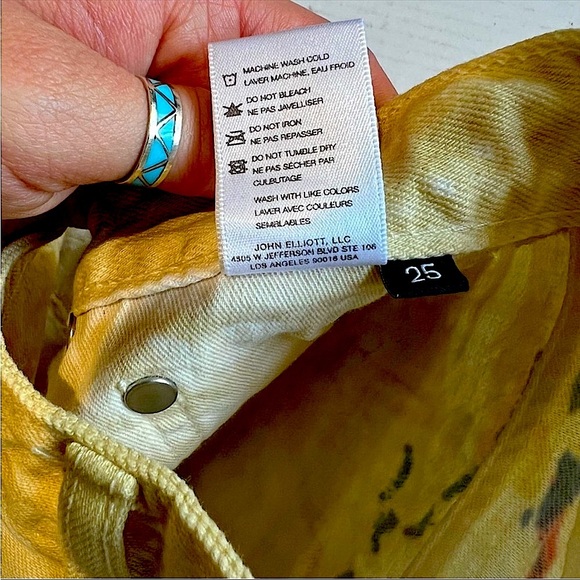 MACHINE WASH COLD
LAVER MACHINE, EAU FROID
DO NOT BLEACH
NE PAS JAVELLISER
DO NOT IRON
NE PAS REPASSER
DO NOT TUMBLE DRY
NE PAS SÉCHER PAR
CULBUTAGE
WASH WITH LIKE COLORS
LAVER AVEC COULEURS
SEMBLABLES
JOHN ELLIOTT, LLC
4305 W JEFFERSON BLVD STE 106
LOS ANGELES 90016 USA
25